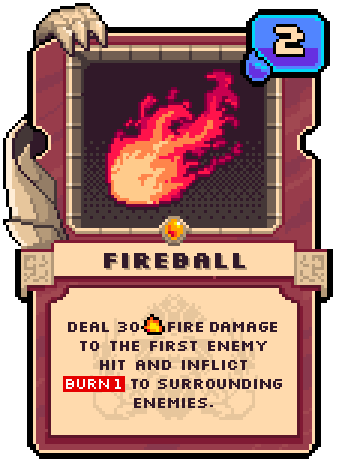 2
FIREBALL
DEAL 30 FIRE DAMAGE
TO THE FIRST ENEMY
HIT AND INFLICT
BURN 1 TO SURROUNDING
ENEMIES.